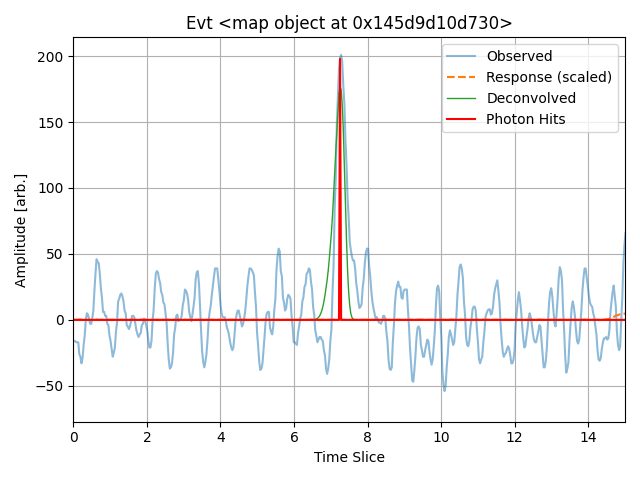 Evt <map object at 0x145d9d10d730>
Observed
Response (scaled)
Deconvolved
Photon Hits
Amplitude [arb.]
200
150
100
50
0
−50
0 2 4 6 8 10 12 14
Time Slice